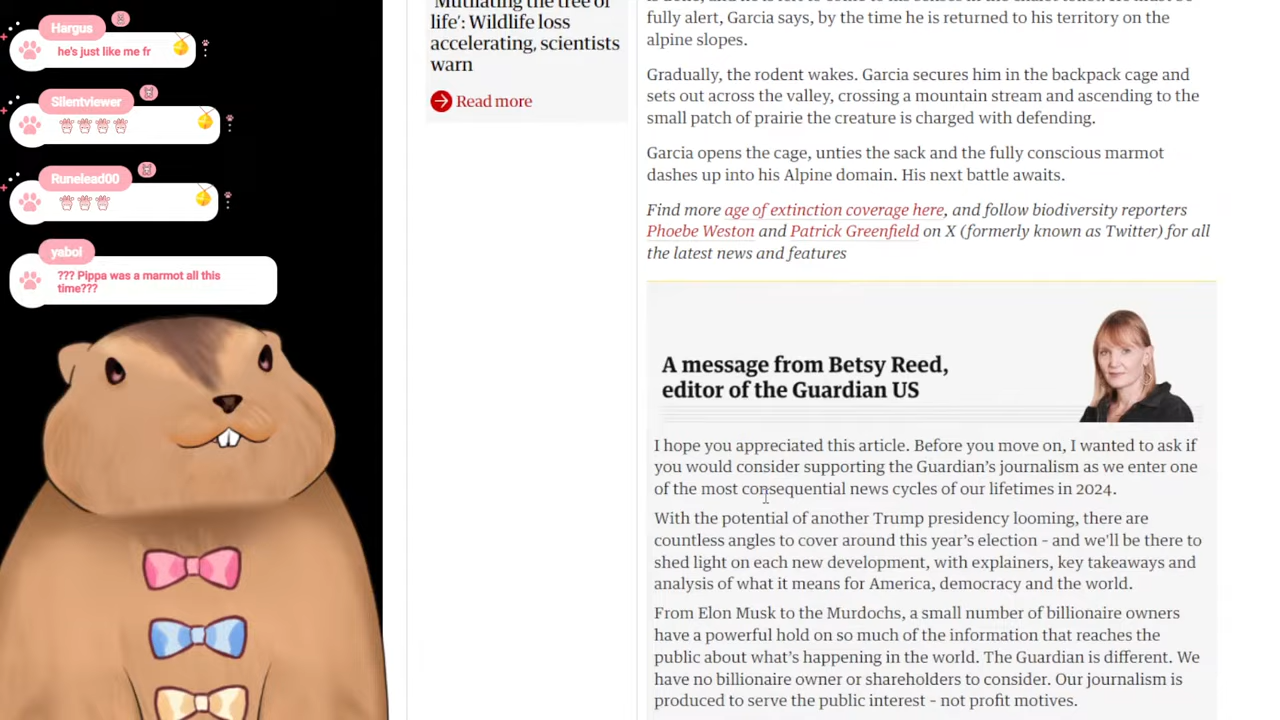 Hargus
he's just like me fr
Silentviewer
Runelead00
yaboi
??? Pippa was a marmot all this
time???
'Mutilating the tree of
life': Wildlife loss
accelerating, scientists
warn
Read more
fully alert, Garcia says, by the time he is returned to his territory on the
alpine slopes.
Gradually, the rodent wakes. Garcia secures him in the backpack cage and
sets out across the valley, crossing a mountain stream and ascending to the
small patch of prairie the creature is charged with defending.
Garcia opens the cage, unties the sack and the fully conscious marmot
dashes up into his Alpine domain. His next battle awaits.
Find more age of extinction coverage here, and follow biodiversity reporters
Phoebe Weston and Patrick Greenfield on X (formerly known as Twitter) for all
the latest news and features
A message from Betsy Reed,
editor of the Guardian US
I hope you appreciated this article. Before you move on, I wanted to ask if
you would consider supporting the Guardian's journalism as we enter one
of the most consequential news cycles of our lifetimes in 2024.
With the potential of another Trump presidency looming, there are
countless angles to cover around this year's election - and we'll be there to
shed light on each new development, with explainers, key takeaways and
analysis of what it means for America, democracy and the world.
From Elon Musk to the Murdochs, a small number of billionaire owners
have a powerful hold on so much of the information that reaches the
public about what's happening in the world. The Guardian is different. We
have no billionaire owner or shareholders to consider. Our journalism is
produced to serve the public interest - not profit motives.